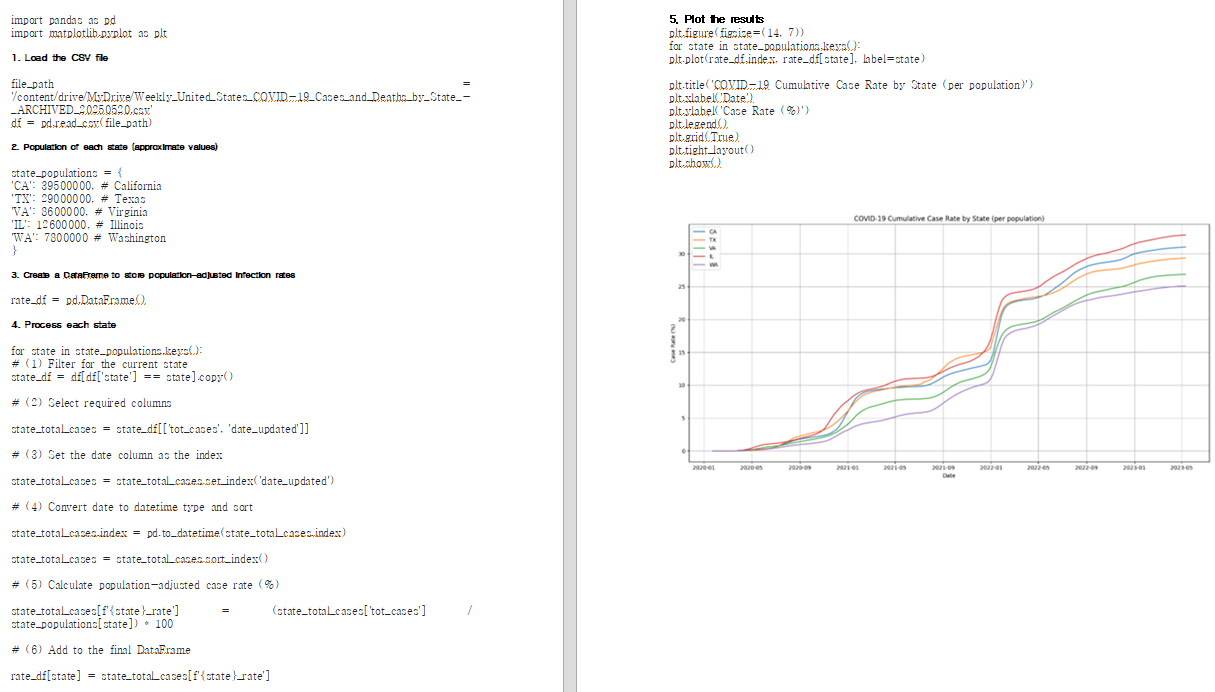 import pandas as pd
import matplotlib.pyplot as plt
1. Load the CSV file
file_path =
'/content/drive/MyDrive/Weekly_United_States_COVID-19_Cases_and_Deaths_by_State_-
_ARCHIVED_20250520.csv'
df = pd.read_csv(file_path)
2. Population of each state (approximate values)
state_populations = {
'CA': 39500000, # California
'TX': 29000000, # Texas
'VA': 8600000, # Virginia
'IL': 12600000, # Illinois
'WA': 7800000 # Washington
}
3. Create a DataFrame to store population-adjusted infection rates
rate_df = pd.DataFrame()
4. Process each state
for state in state_populations.keys():
# (1) Filter for the current state
state_df = df[df['state'] == state].copy()
# (2) Select required columns
state_total_cases = state_df[['tot_cases', 'date_updated']]
# (3) Set the date column as the index
state_total_cases = state_total_cases.set_index('date_updated')
# (4) Convert date to datetime type and sort
state_total_cases.index = pd.to_datetime(state_total_cases.index)
state_total_cases = state_total_cases.sort_index()
# (5) Calculate population-adjusted case rate (%)
state_total_cases[f'{state}_rate'] = (state_total_cases['tot_cases'] /
state_populations[state]) * 100
# (6) Add to the final DataFrame
rate_df[state] = state_total_cases[f'{state}_rate']
5. Plot the results
plt.figure(figsize=(14, 7))
for state in state_populations.keys():
plt.plot(rate_df.index, rate_df[state], label=state)
plt.title('COVID-19 Cumulative Case Rate by State (per population)')
plt.xlabel('Date')
plt.ylabel('Case Rate (%)')
plt.legend()
plt.grid(True)
plt.tight_layout()
plt.show()
COVID-19 Cumulative Case Rate by State (per population)
CA
TX
VA
IL
WA
30
25
20
15
10
5
0
Case Rate (%)
2020-01 2020-05 2020-09 2021-01 2021-05 2021-09 2022-01 2022-05 2022-09 2023-01 2023-05
Date